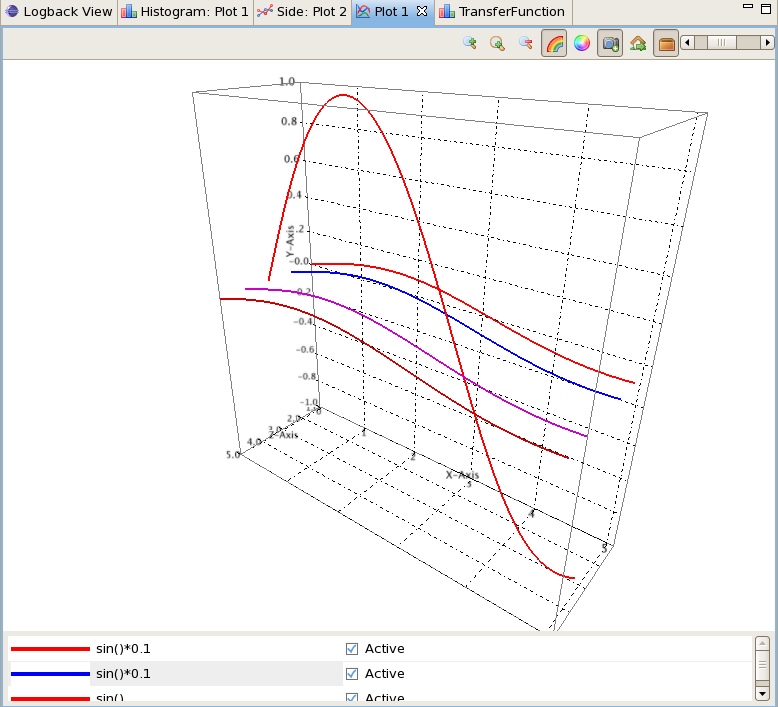 Logback View Histogram: Plot 1 Side: Plot 2 Plot 1 TransferFunction
1.0
0.8
0.6
0.4
.2
Y-Axis
-0.0
-0.2
-0.4
-0.6
-0.8
-1.0
2.0
3.0
Z-Axis
4.0
5.0
1
2
X-Axis
3
4
5
sin()*0.1 Active
sin()*0.1 Active
sin() Active